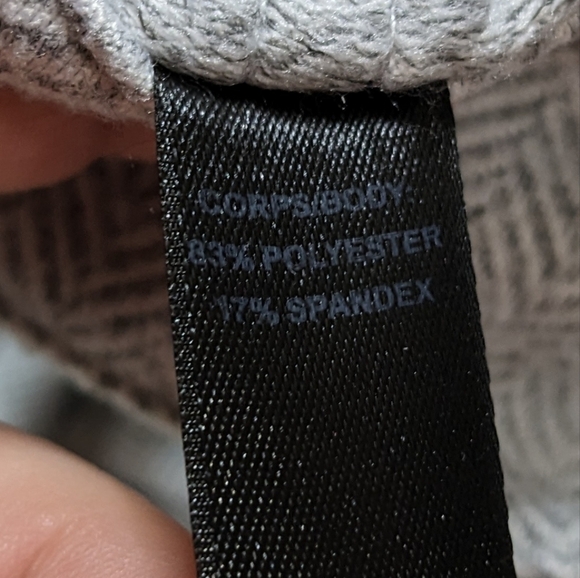 CORPS/BODY:
83% POLYESTER
17% SPANDEX